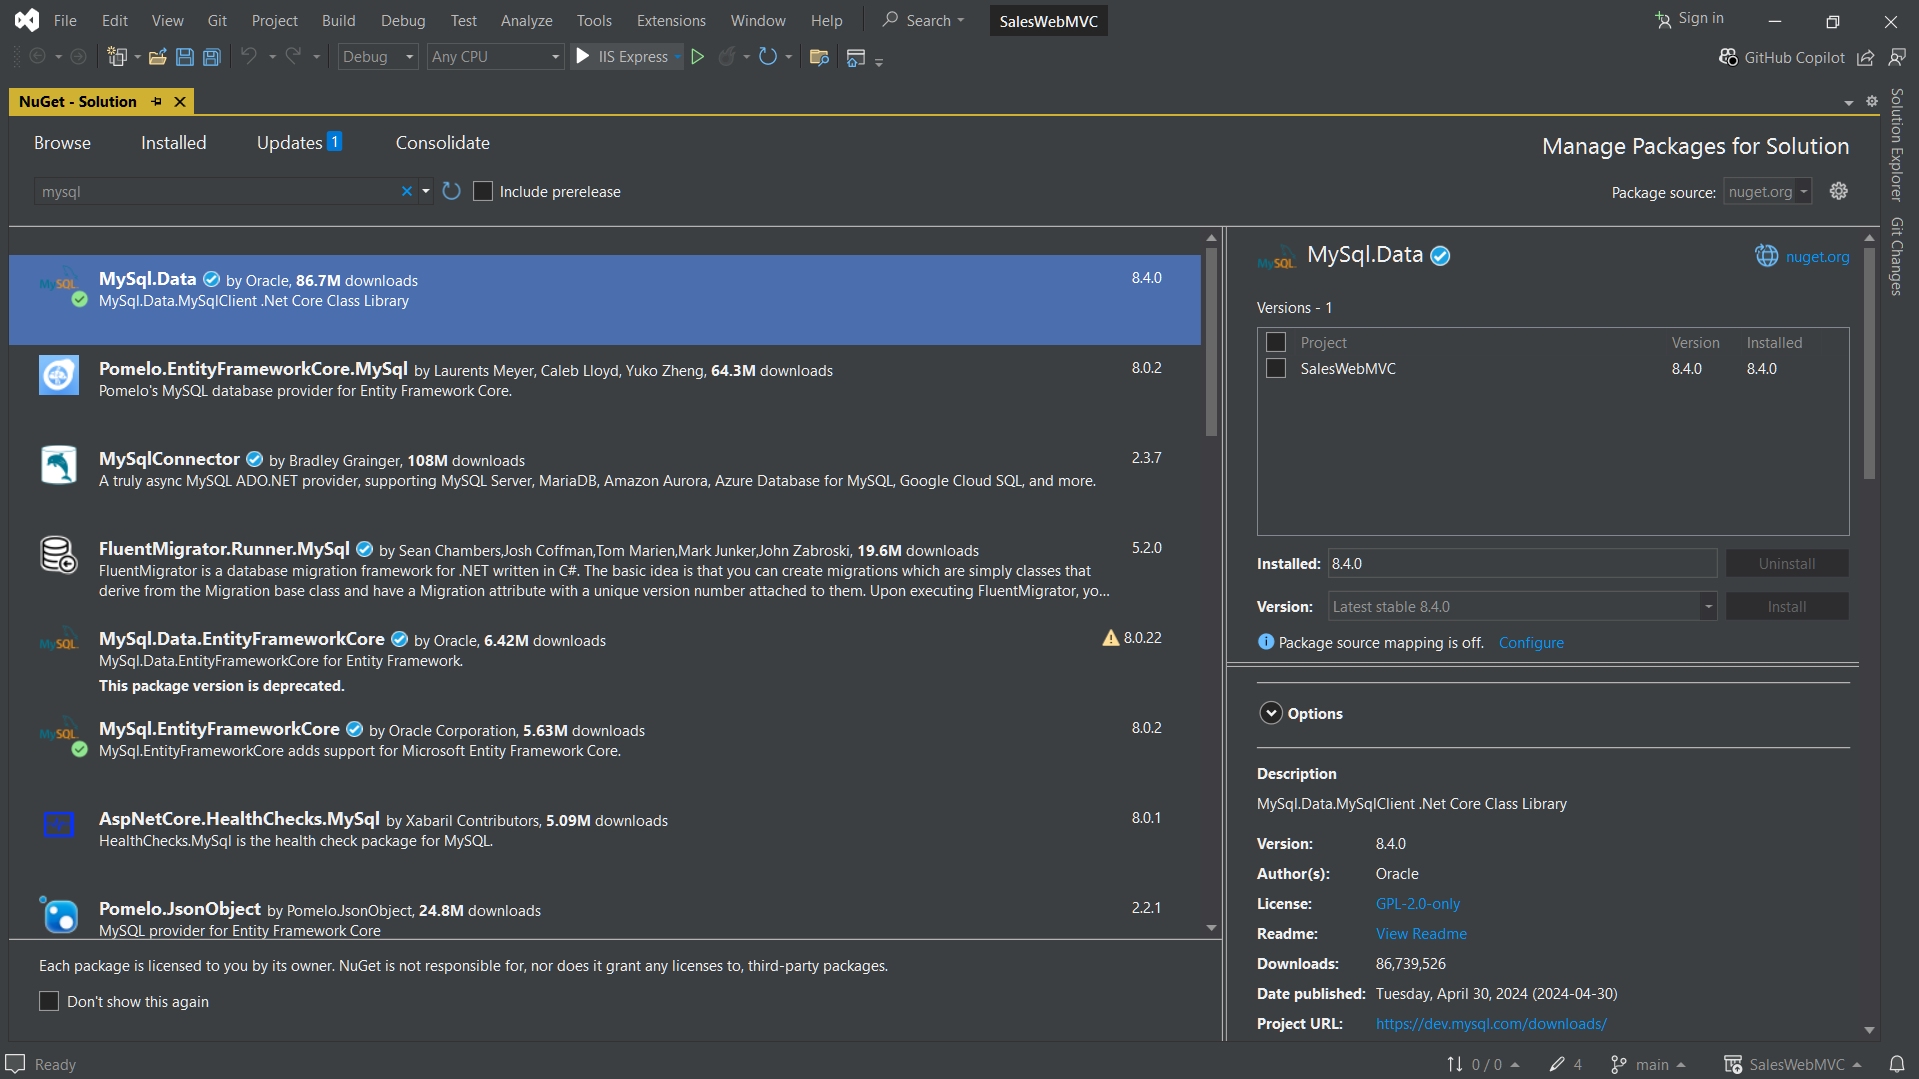 File Edit View Git Project Build Debug Test Analyze Tools Extensions Window Help Search SalesWebMVC Sign in
Debug Any CPU IIS Express GitHub Copilot
NuGet - Solution
Browse Installed Updates 1 Consolidate
Manage Packages for Solution
mysql Include prerelease
Package source: nuget.org
MySql.Data by Oracle, 86.7M downloads 8.4.0
MySql.Data.MySqlClient .Net Core Class Library
Pomelo.EntityFrameworkCore.MySql by Laurents Meyer, Caleb Lloyd, Yuko Zheng, 64.3M downloads 8.0.2
Pomelo's MySQL database provider for Entity Framework Core.
MySqlConnector by Bradley Grainger, 108M downloads 2.3.7
A truly async MySQL ADO.NET provider, supporting MySQL Server, MariaDB, Amazon Aurora, Azure Database for MySQL, Google Cloud SQL, and more.
FluentMigrator.Runner.MySql by Sean Chambers,Josh Coffman,Tom Marien,Mark Junker,John Zabroski, 19.6M downloads 5.2.0
FluentMigrator is a database migration framework for .NET written in C#. The basic idea is that you can create migrations which are simply classes that
derive from the Migration base class and have a Migration attribute with a unique version number attached to them. Upon executing FluentMigrator, yo...
MySql.Data.EntityFrameworkCore by Oracle, 6.42M downloads 8.0.22
MySql.Data.EntityFrameworkCore for Entity Framework.
This package version is deprecated.
MySql.EntityFrameworkCore by Oracle Corporation, 5.63M downloads 8.0.2
MySql.EntityFrameworkCore adds support for Microsoft Entity Framework Core.
AspNetCore.HealthChecks.MySql by Xabaril Contributors, 5.09M downloads 8.0.1
HealthChecks.MySql is the health check package for MySQL.
Pomelo.JsonObject by Pomelo.JsonObject, 24.8M downloads 2.2.1
MySQL provider for Entity Framework Core
Each package is licensed to you by its owner. NuGet is not responsible for, nor does it grant any licenses to, third-party packages.
Don't show this again
MySQL MySql.Data nuget.org
Versions - 1
Project Version Installed
SalesWebMVC 8.4.0 8.4.0
Installed: 8.4.0 Uninstall
Version: Latest stable 8.4.0 Install
Package source mapping is off. Configure
Options
Description
MySql.Data.MySqlClient .Net Core Class Library
Version: 8.4.0
Author(s): Oracle
License: GPL-2.0-only
Readme: View Readme
Downloads: 86,739,526
Date published: Tuesday, April 30, 2024 (2024-04-30)
Project URL: https://dev.mysql.com/downloads/
Solution Explorer
Git Changes
Ready 0 / 0 4 main SalesWebMVC